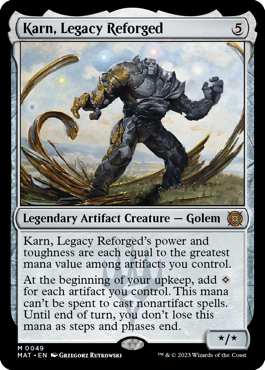 Karn, Legacy Reforged 5
Legendary Artifact Creature — Golem
Karn, Legacy Reforged's power and
toughness are each equal to the greatest
mana value among artifacts you control.
At the beginning of your upkeep, add
for each artifact you control. This mana
can't be spent to cast nonartifact spells.
Until end of turn, you don't lose this
mana as steps and phases end.
*/*
M 0049
MAT • EN GRZEGORZ RUTKOWSKI ™ & © 2023 Wizards of the Coast